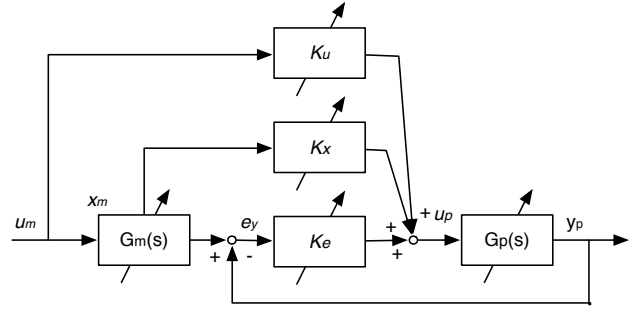 Ku
Kx
xm
um
Gm(s)
+
-
ey
Ke
+
+
+
up
Gp(s)
yp